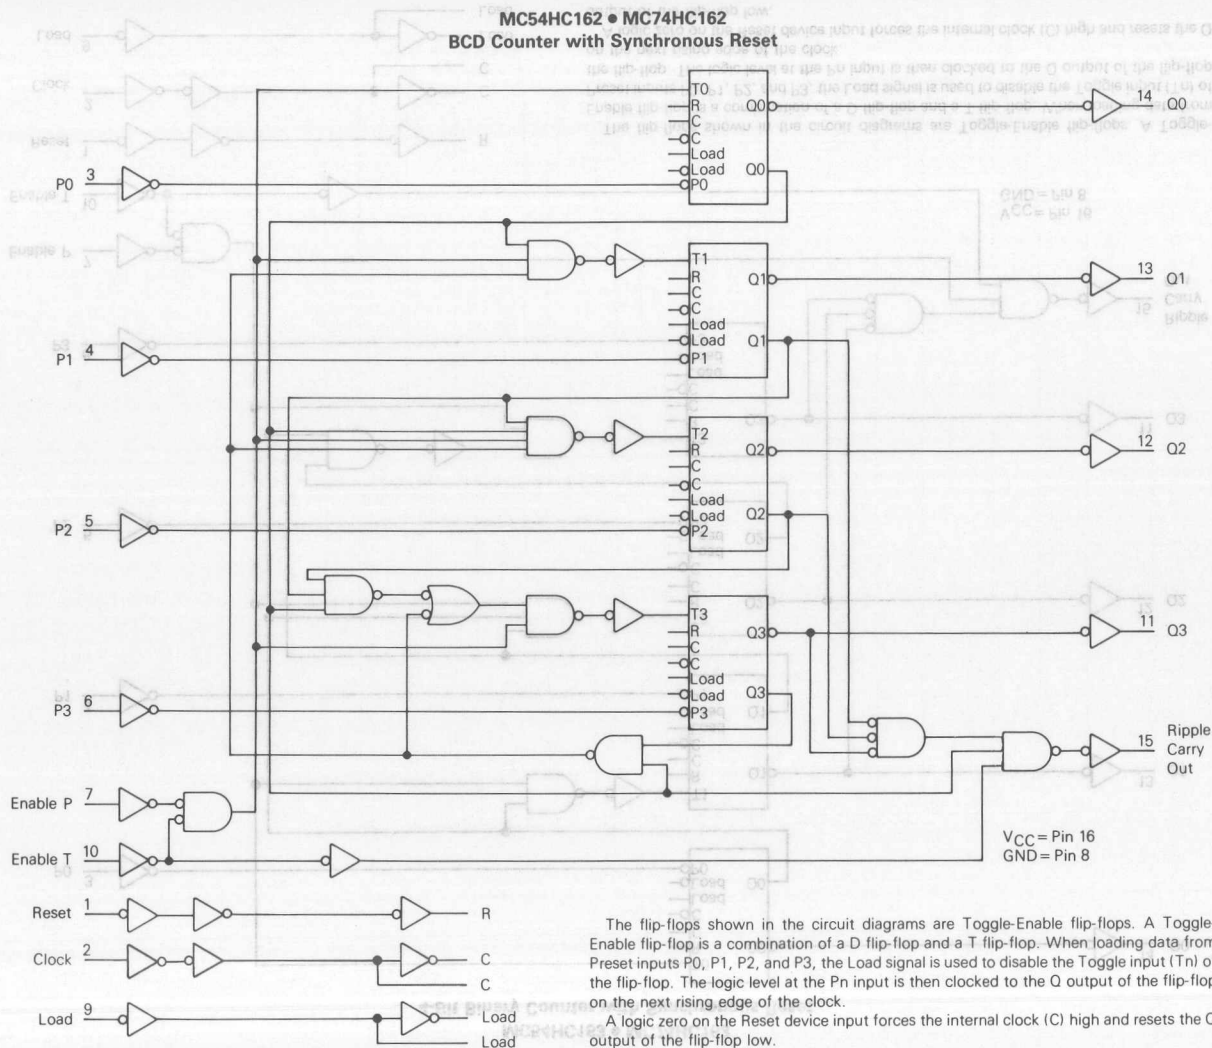 MC54HC162 ● MC74HC162
BCD Counter with Synchronous Reset
T0
R
C
C
Load
Load
P0
Q0
Q0
14 Q0
P0 3
T1
R
C
C
Load
Load
P1
Q1
Q1
13 Q1
P1 4
T2
R
C
C
Load
Load
P2
Q2
Q2
12 Q2
P2 5
T3
R
C
C
Load
Load
P3
Q3
Q3
11 Q3
P3 6
15 Ripple
Carry
Out
Enable P 7
Enable T 10
VCC = Pin 16
GND = Pin 8
Reset 1 R
Clock 2 C
C
Load 9 Load
Load
The flip-flops shown in the circuit diagrams are Toggle-
Enable flip-flops. A Toggle-
Enable flip-flop is a combination of a D flip-flop and a T flip-flop. When loading data from
Preset inputs P0, P1, P2, and P3, the Load signal is used to disable the Toggle input (Tn) of
the flip-flop. The logic level at the Pn input is then clocked to the Q output of the flip-flop
on the next rising edge of the clock.
A logic zero on the Reset device input forces the internal clock (C) high and resets the Q
output of the flip-flop low.